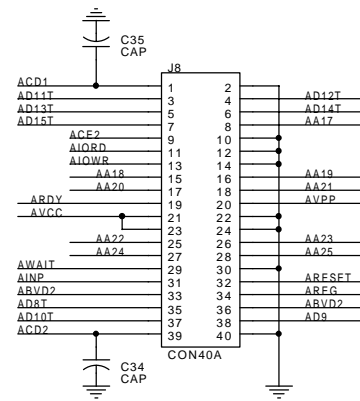 C35
CAP
J8
ACD1 1 2
AD11T 3 4 AD12T
AD13T 5 6 AD14T
AD15T 7 8 AA17
ACE2 9 10
AIORD 11 12
AIOWR 13 14
AA18 15 16 AA19
AA20 17 18 AA21
ARDY 19 20 AVPP
AVCC 21 22
23 24
AA22 25 26 AA23
AA24 27 28 AA25
AWAIT 29 30
AINP 31 32 ARESET
ABVD2 33 34 AREG
AD8T 35 36 ABVD2
AD10T 37 38 AD9
ACD2 39 40
CON40A
C34
CAP